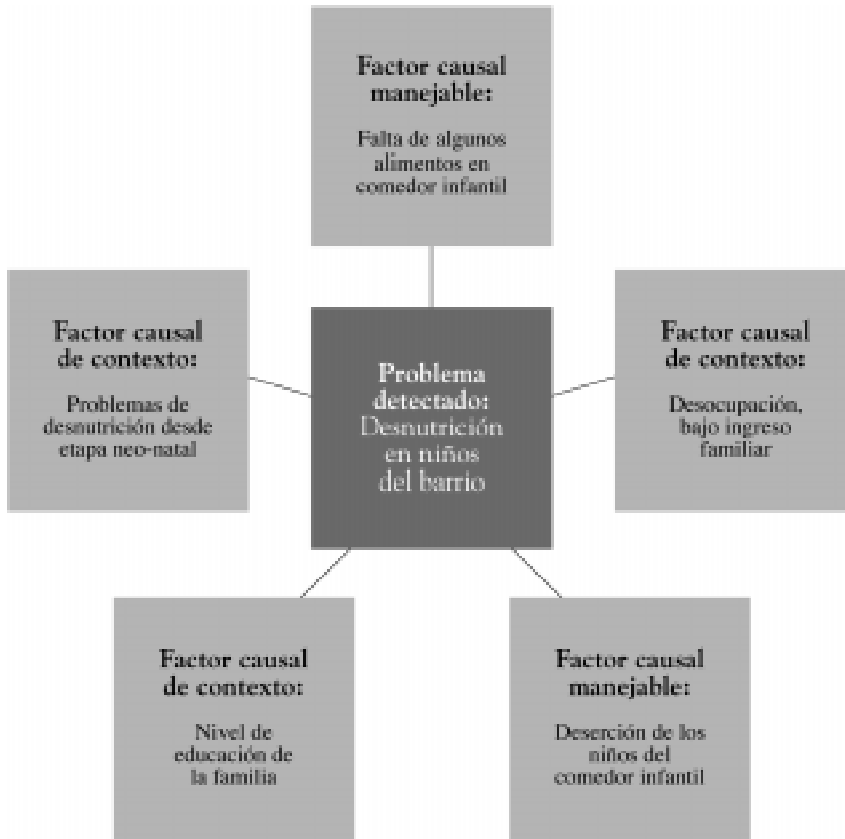 Factor causal
manejable:
Falta de algunos
alimentos en
comedor infantil
Factor causal
de contexto:
Problemas de
desnutrición desde
etapa neo-natal
Problema
detectado:
Desnutrición
en niños
del barrio
Factor causal
de contexto:
Desocupación,
bajo ingreso
familiar
Factor causal
de contexto:
Nivel de
educación de
la familia
Factor causal
manejable:
Deserción de los
niños del
comedor infantil